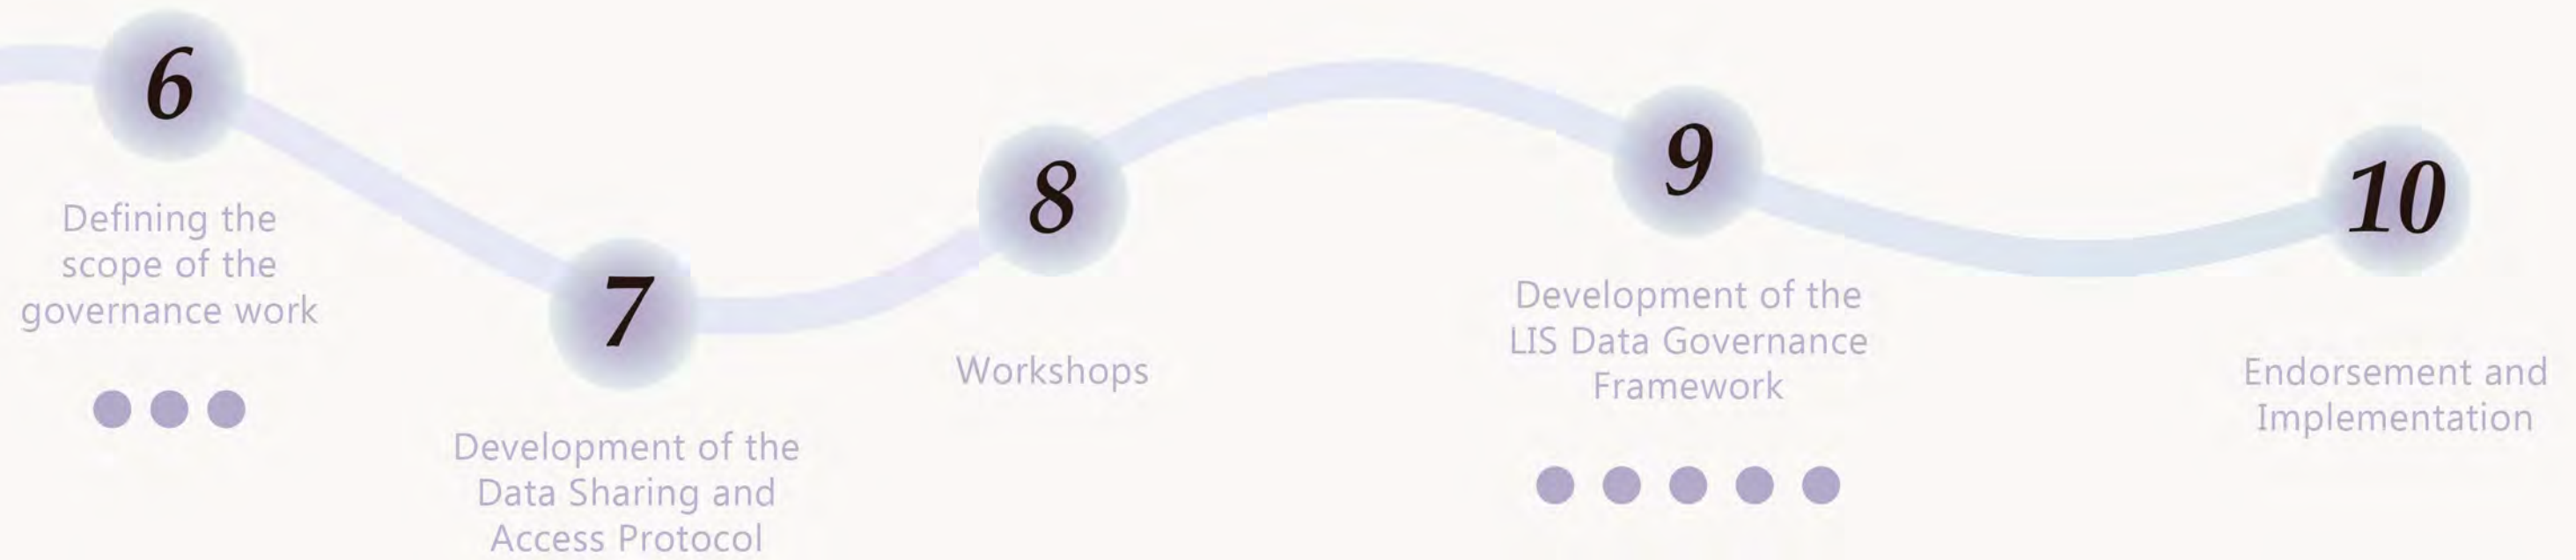 6
Defining the
scope of the
governance work
7
Development of the
Data Sharing and
Access Protocol
8
Workshops
9
Development of the
LIS Data Governance
Framework
10
Endorsement and
Implementation